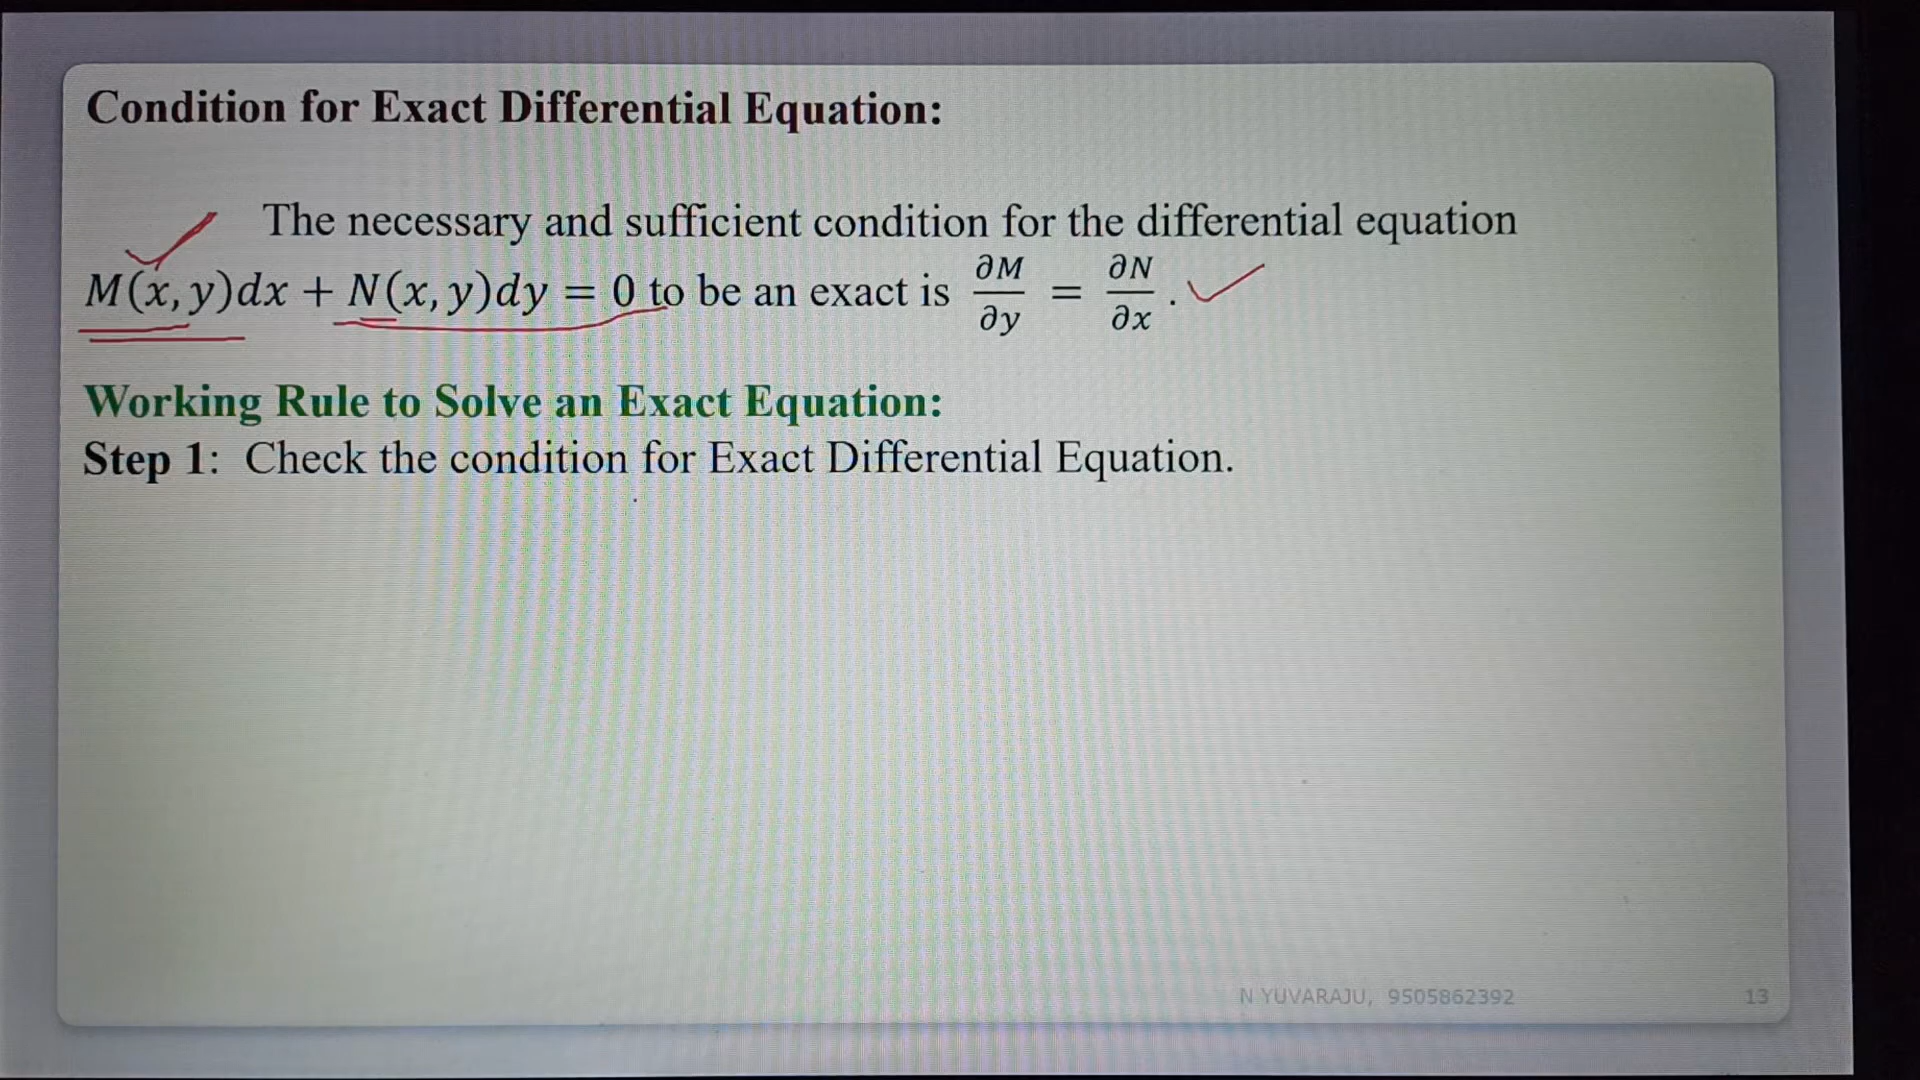 Condition for Exact Differential Equation:
The necessary and sufficient condition for the differential equation
M(x, y)dx + N(x, y)dy = 0 to be an exact is ∂M/∂y = ∂N/∂x .
Working Rule to Solve an Exact Equation:
Step 1: Check the condition for Exact Differential Equation.
N YUVARAJU, 9505862392
13